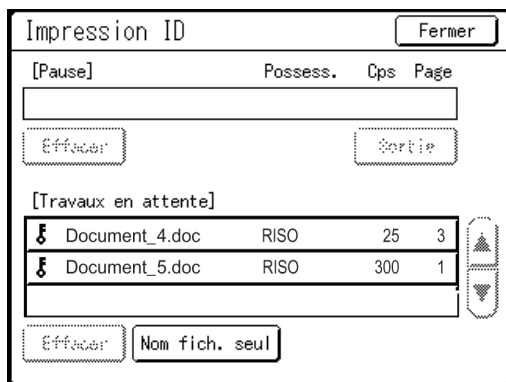 Impression ID Fermer
[Pause] Possess. Cps Page
Effacer Sortie
[Travaux en attente]
Document_4.doc RISO 25 3
Document_5.doc RISO 300 1
Effacer Nom fich. seul